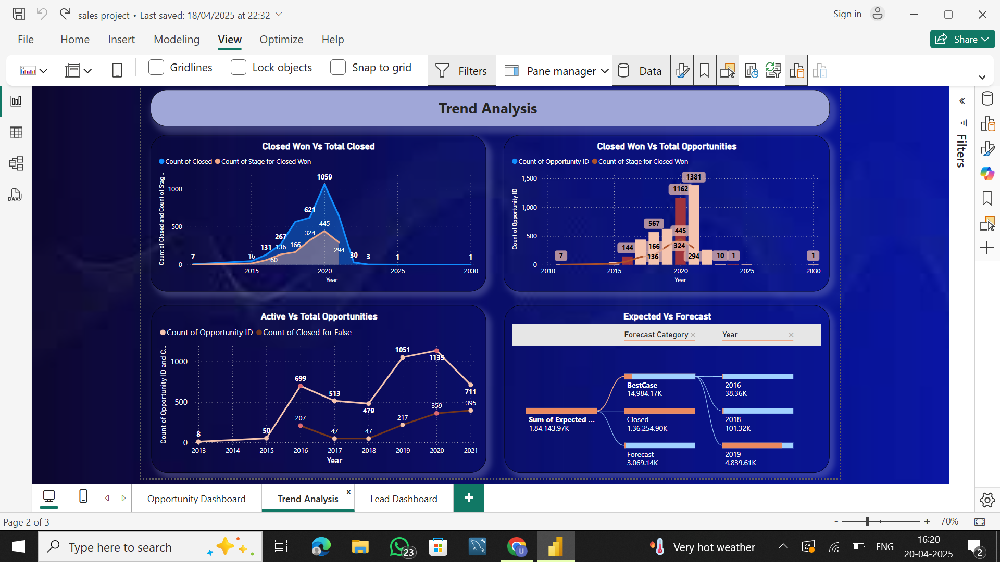 sales project • Last saved: 18/04/2025 at 22:32
Sign in
File Home Insert Modeling View Optimize Help
Share
Gridlines
Lock objects
Snap to grid
Filters
Pane manager
Data
Trend Analysis
Closed Won Vs Total Closed
Count of Closed Count of Stage for Closed Won
Count of Closed and Count of Stag...
1000
500
0
7
16
131
60
267
136
166
621
324
1059
445
294
30
3
1
1
2015 2020 2025 2030
Year
Closed Won Vs Total Opportunities
Count of Opportunity ID Count of Stage for Closed Won
Count of Opportunity ID
1,500
1,000
500
0
7
144
567
166
136
1162
445
324
1381
294
10
1
1
2010 2015 2020 2025 2030
Year
Active Vs Total Opportunities
Count of Opportunity ID Count of Closed for False
Count of Opportunity ID and C...
1000
500
0
8
50
699
513
479
1051
1135
711
207
47
47
217
359
395
2013 2014 2015 2016 2017 2018 2019 2020 2021
Year
Expected Vs Forecast
Forecast Category
Year
Sum of Expected ...
1,84,143.97K
BestCase
14,984.17K
Closed
1,36,254.90K
Forecast
3,069.14K
2016
38.36K
2018
101.32K
2019
4,839.61K
Filters
DAX
Opportunity Dashboard
Trend Analysis x
Lead Dashboard
+
Page 2 of 3
- + 70%
Type here to search
23
U
Very hot weather
ENG
16:20
20-04-2025
2